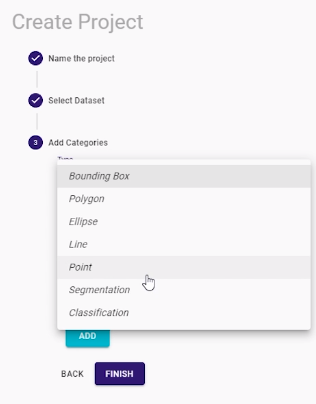 Create Project
Name the project
Select Dataset
3 Add Categories
Type
Bounding Box
Polygon
Ellipse
Line
Point
Segmentation
Classification
ADD
BACK FINISH